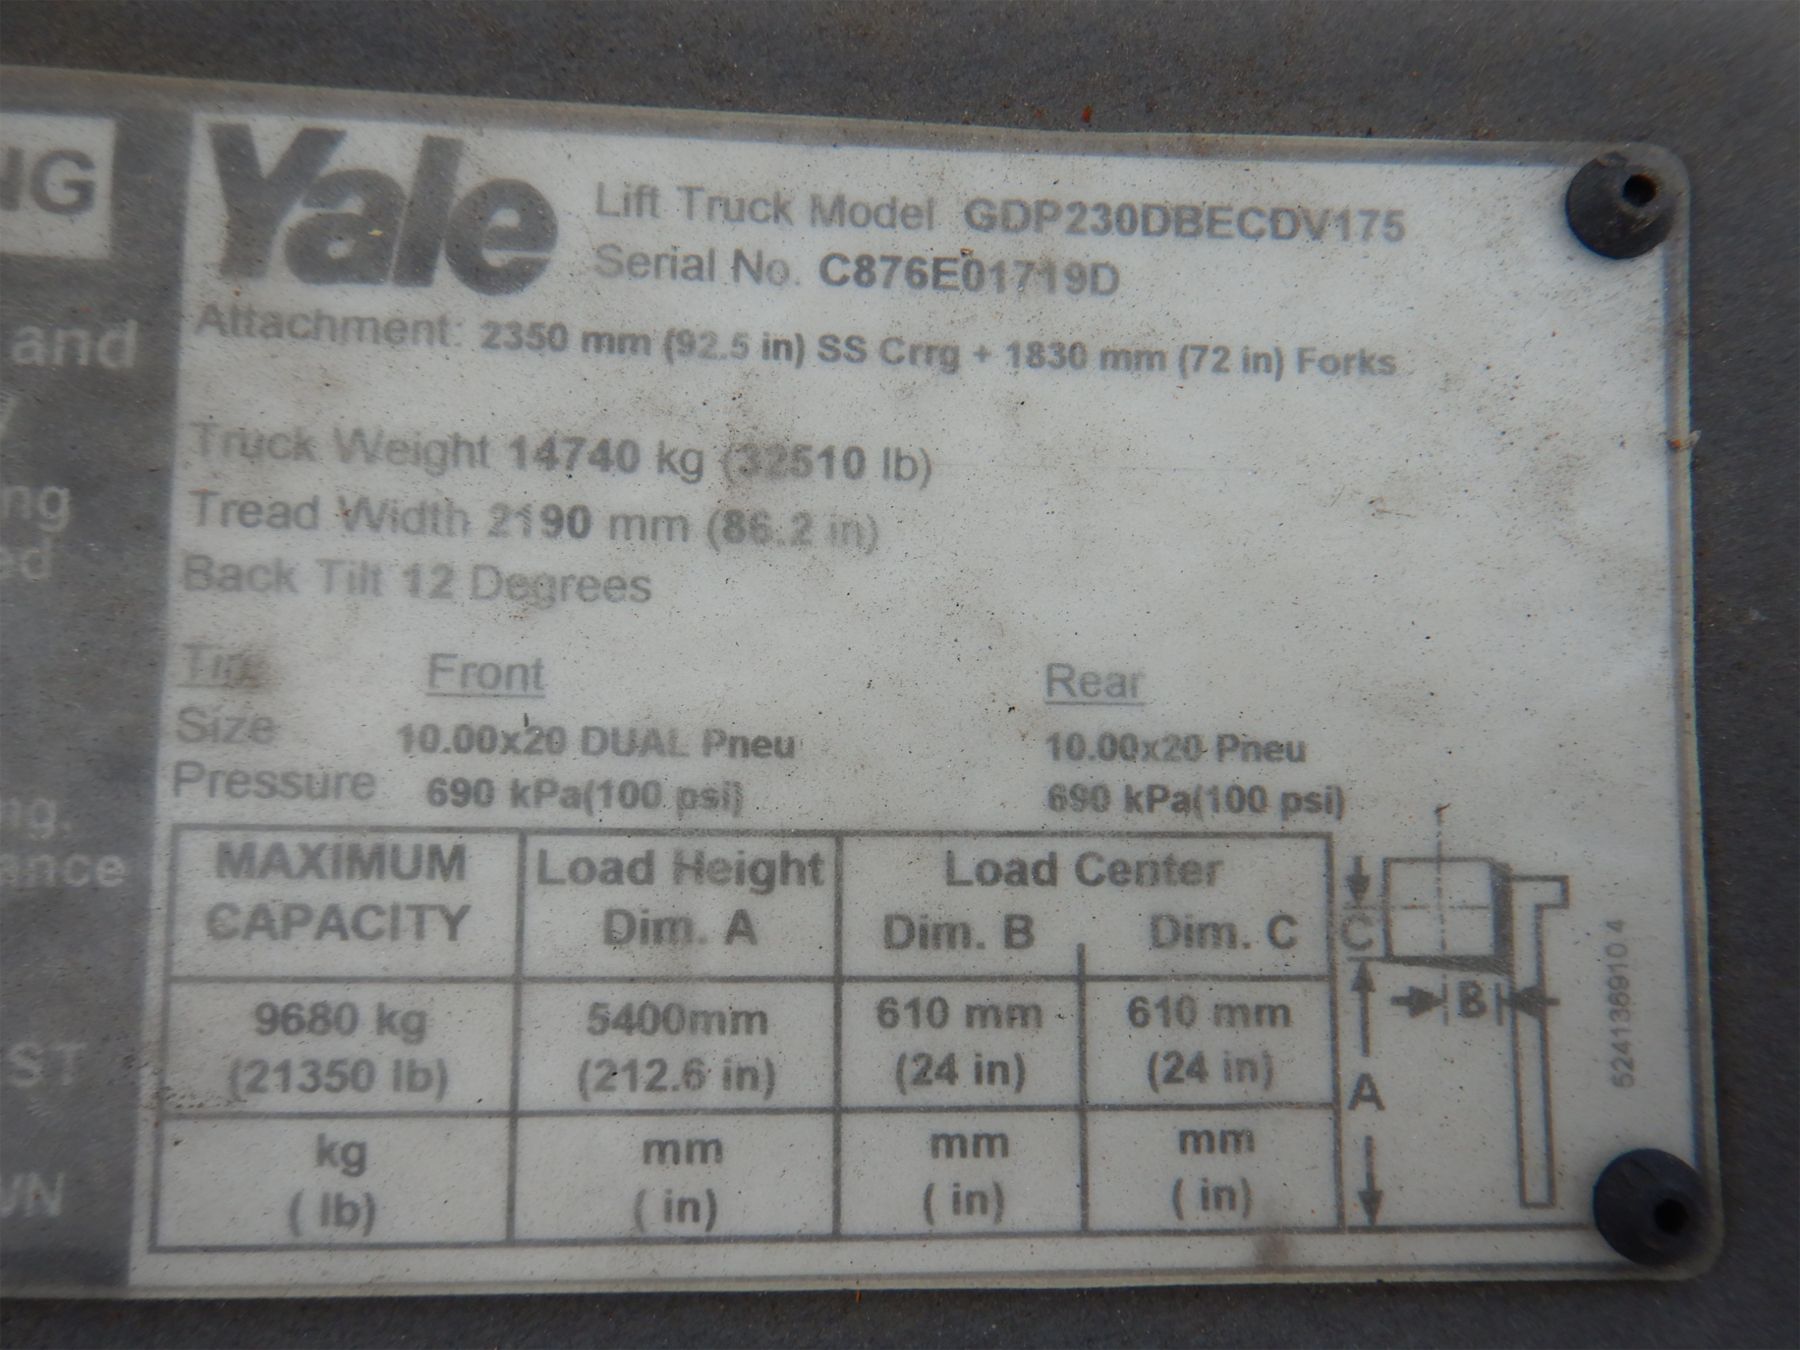 NG
and
y
ng
ed
ng.
ance
ST
WN
Yale
Lift Truck Model GDP230DBECDV175
Serial No. C876E01719D
Attachment: 2350 mm (92.5 in) SS Crrg + 1830 mm (72 in) Forks
Truck Weight 14740 kg (32510 lb)
Tread Width 2190 mm (86.2 in)
Back Tilt 12 Degrees
Tire Front Rear
Size 10.00x20 DUAL Pneu 10.00x20 Pneu
Pressure 690 kPa(100 psi) 690 kPa(100 psi)
MAXIMUM CAPACITY
Load Height Dim. A
Load Center
Dim. B Dim. C
9680 kg 5400mm 610 mm 610 mm
(21350 lb) (212.6 in) (24 in) (24 in)
kg mm mm mm
( lb) ( in) ( in) ( in)
C
B
A
524138910 4